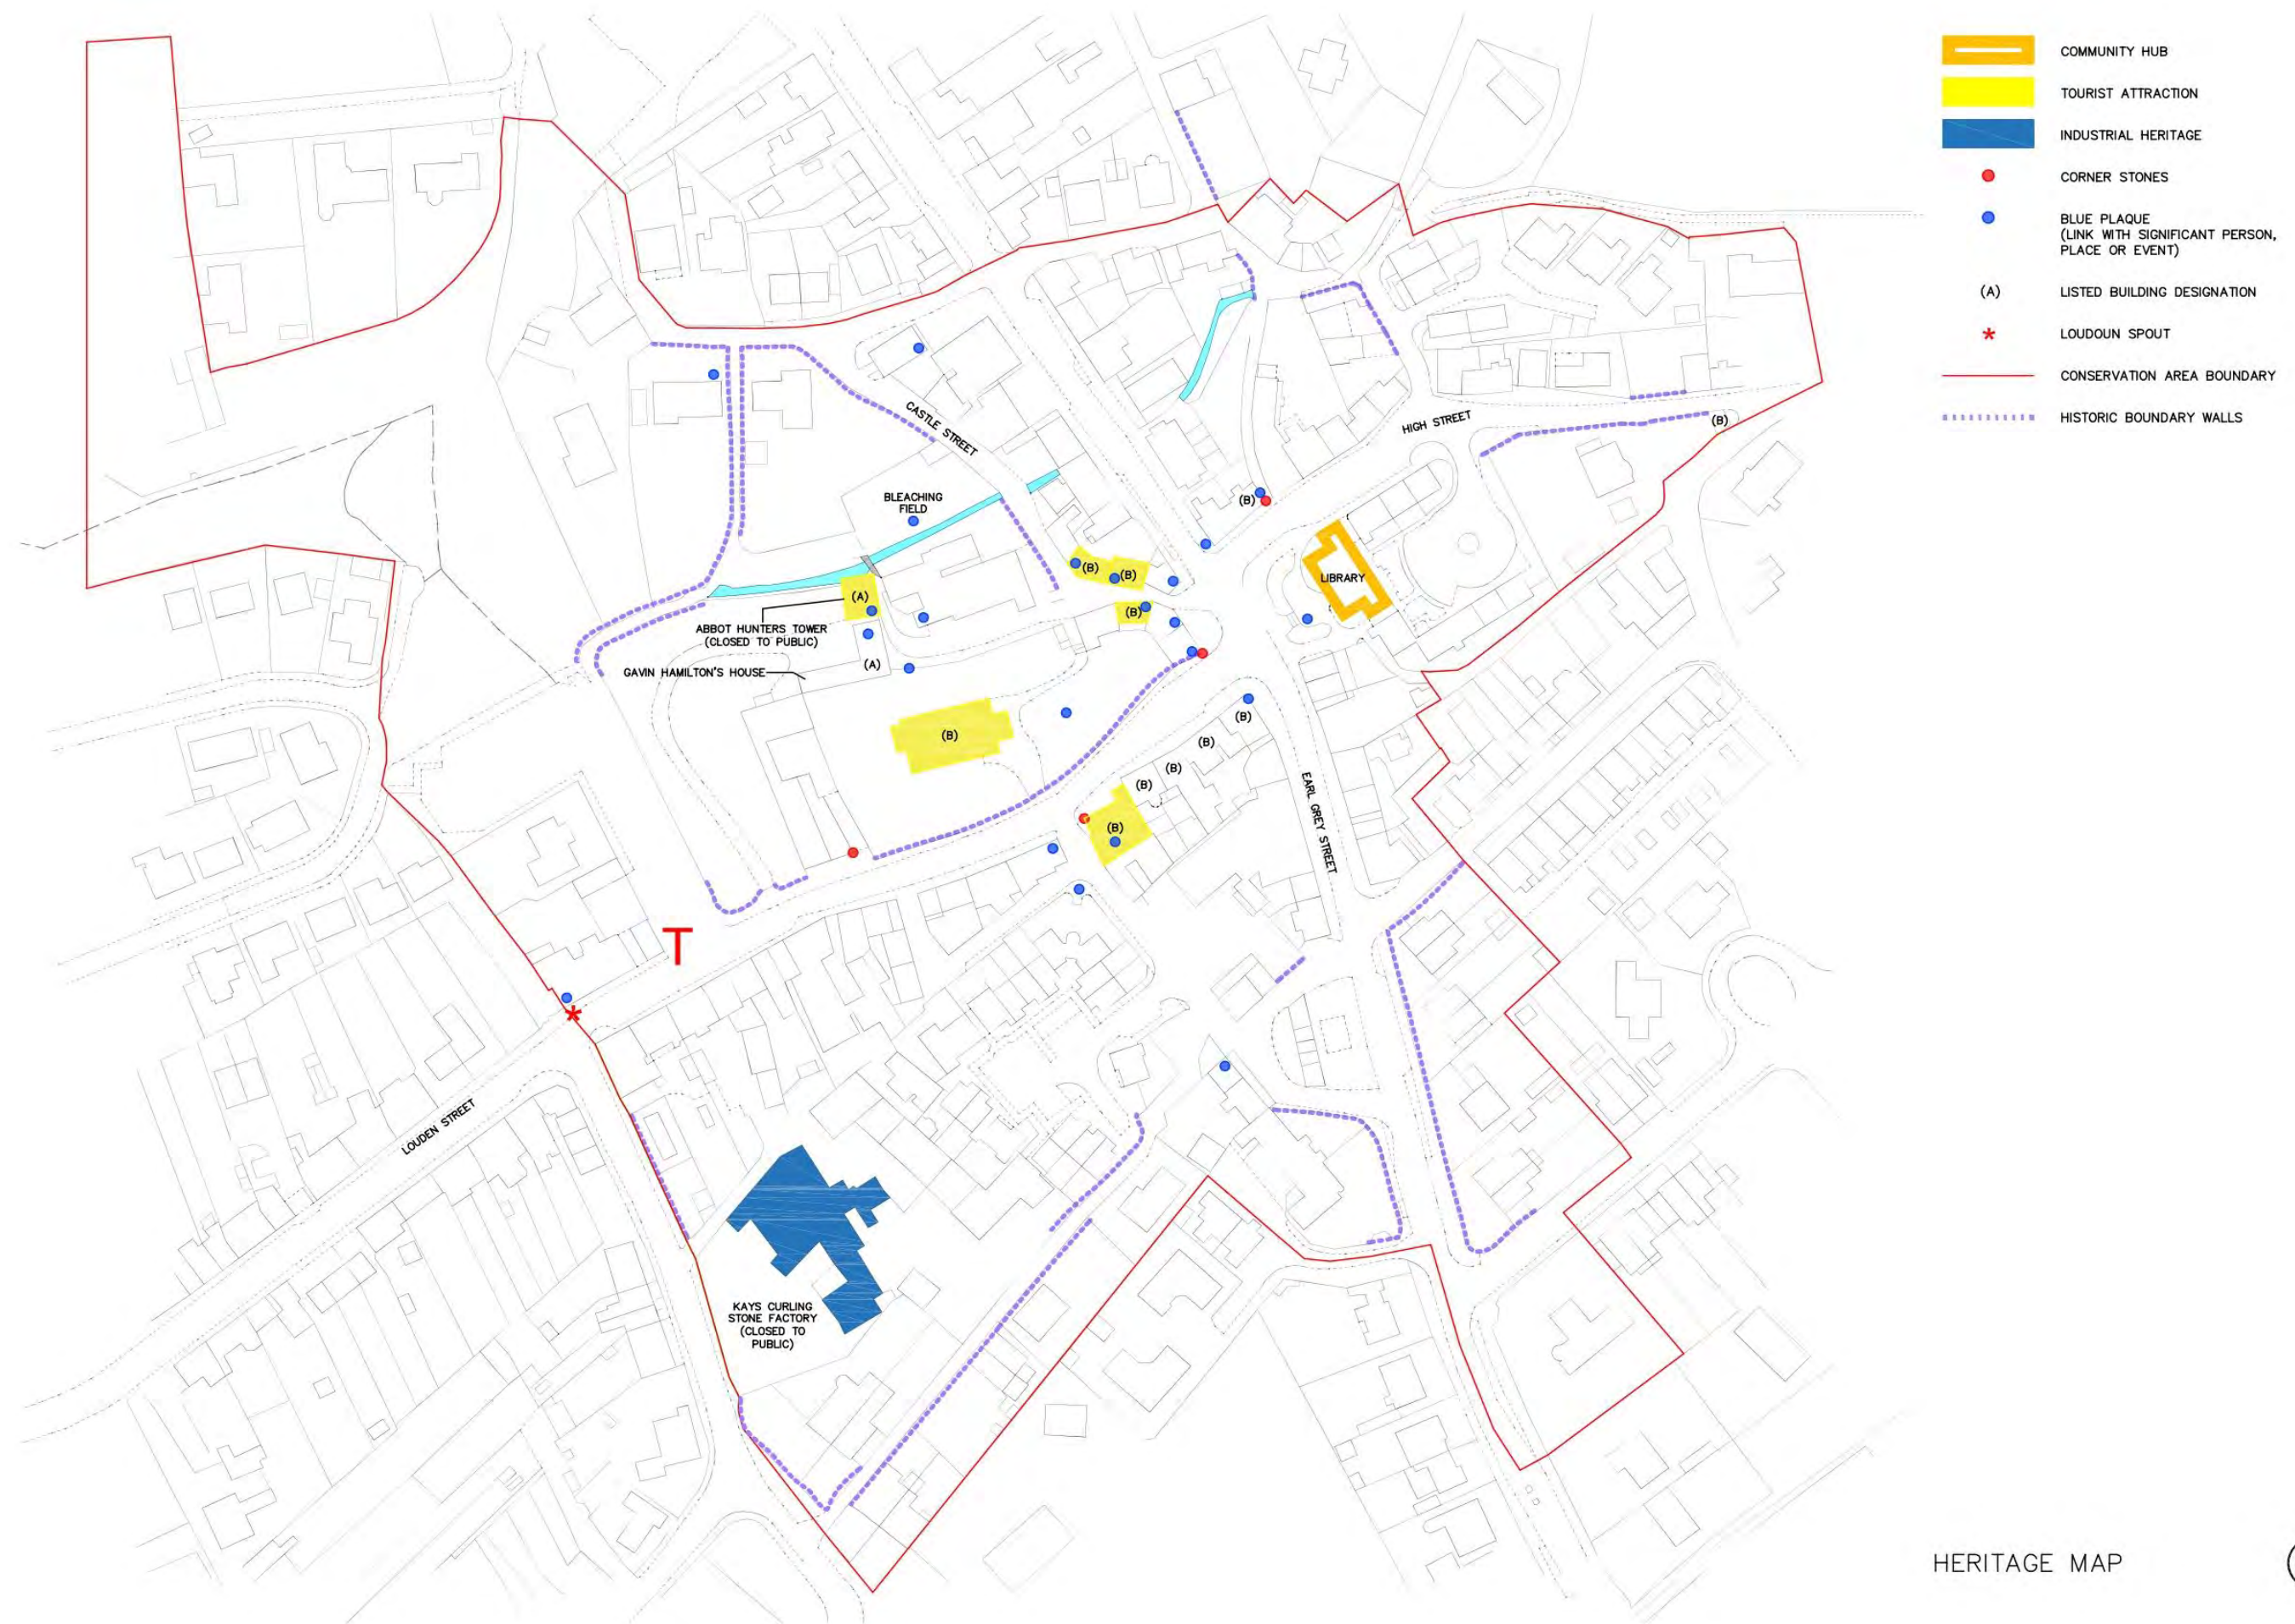 COMMUNITY HUB
TOURIST ATTRACTION
INDUSTRIAL HERITAGE
CORNER STONES
BLUE PLAQUE
(LINK WITH SIGNIFICANT PERSON,
PLACE OR EVENT)
(A) LISTED BUILDING DESIGNATION
* LOUDOUN SPOUT
CONSERVATION AREA BOUNDARY
HISTORIC BOUNDARY WALLS
CASTLE STREET
HIGH STREET
(B)
BLEACHING
FIELD
(B)
(B)
(B)
LIBRARY
(A)
(B)
ABBOT HUNTERS TOWER
(CLOSED TO PUBLIC)
(A)
GAVIN HAMILTON'S HOUSE
(B)
(B)
(B)
(B)
(B)
(B)
EARL GREY STREET
T
*
LOUDEN STREET
KAYS CURLING
STONE FACTORY
(CLOSED TO
PUBLIC)
HERITAGE MAP